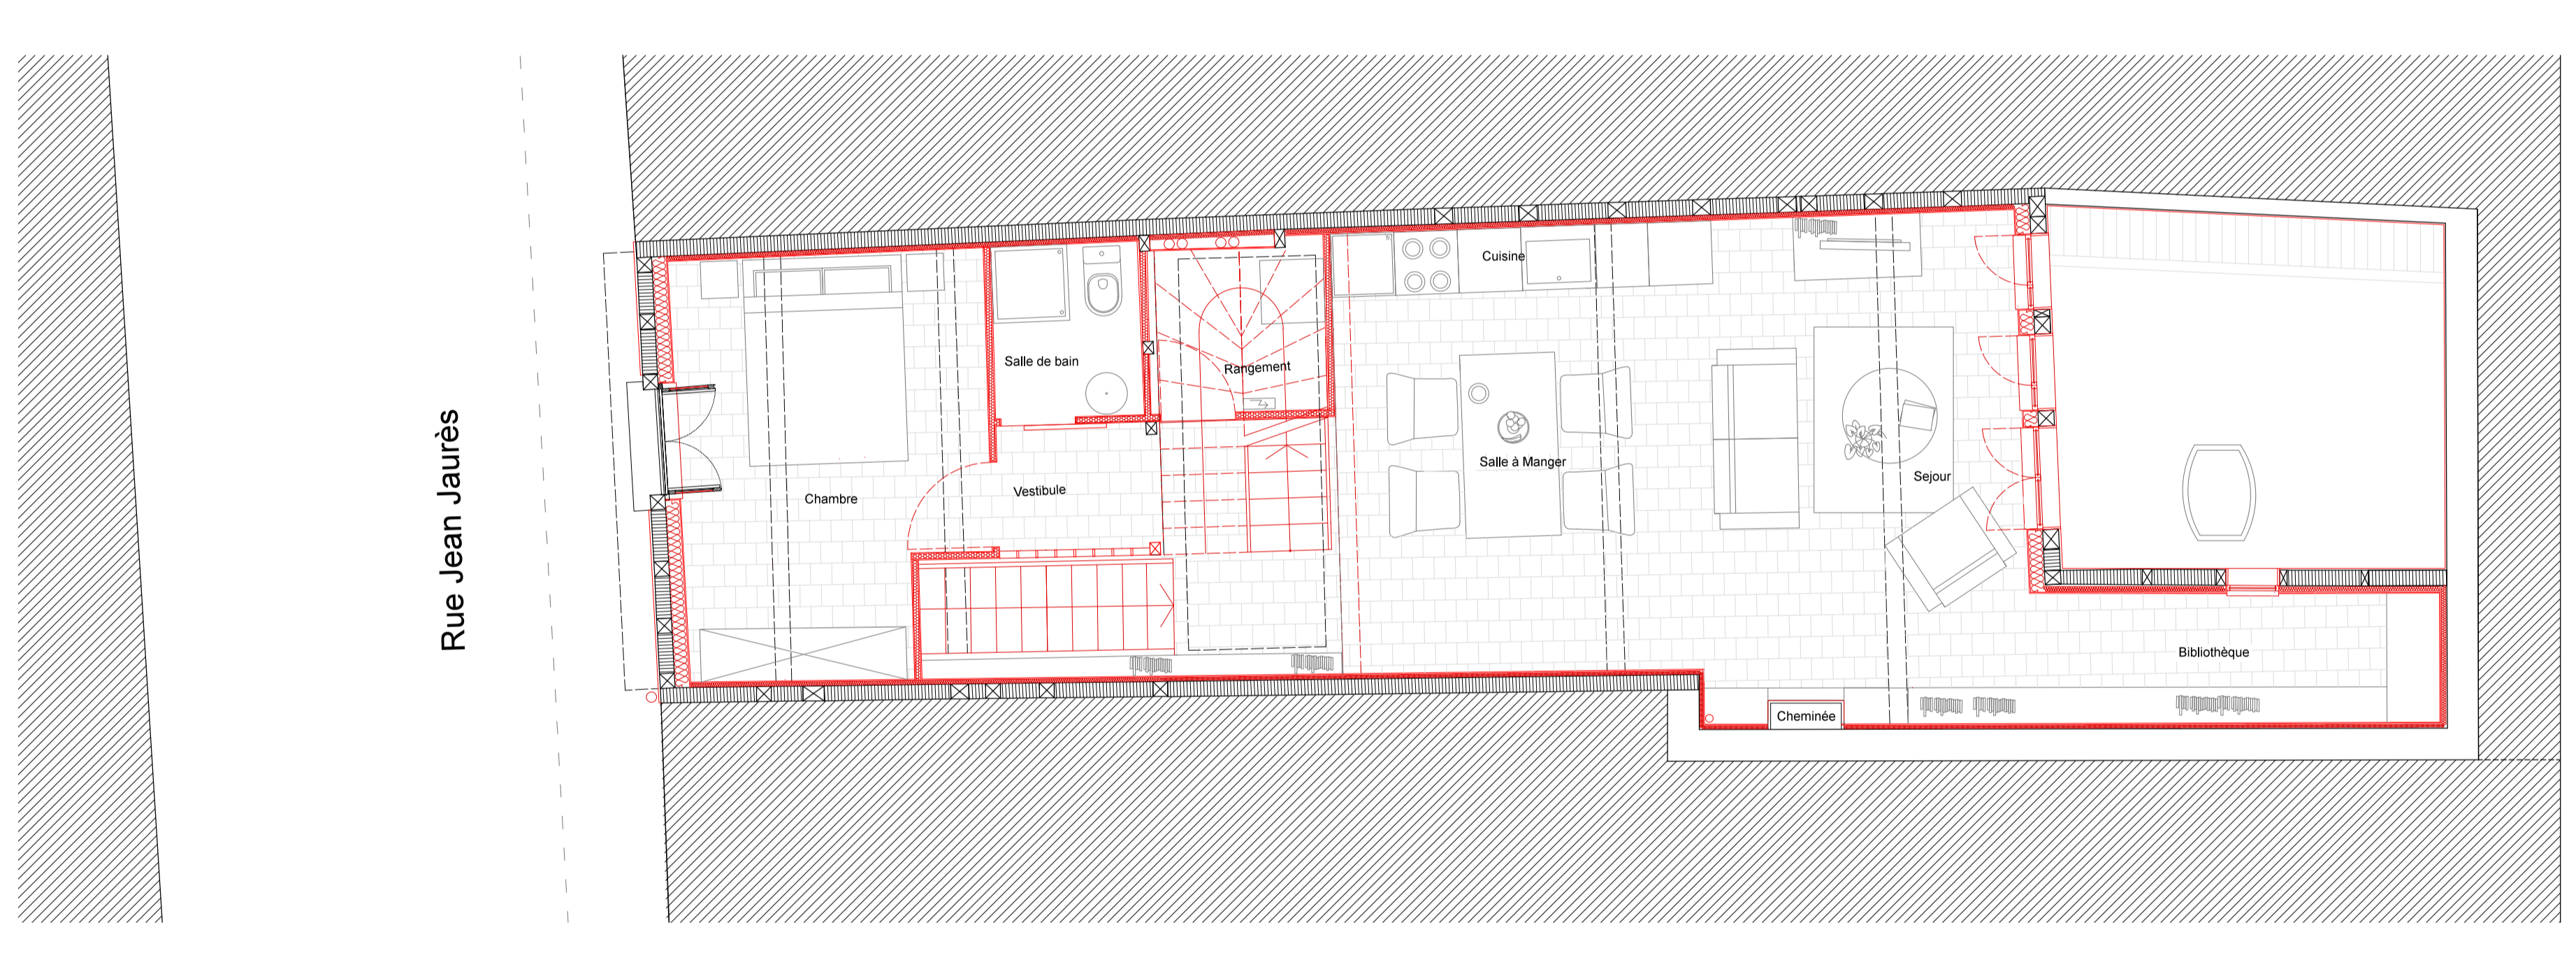 Rue Jean Jaurès
Chambre
Salle de bain
Vestibule
Rangement
Cuisine
Salle à Manger
Sejour
Cheminée
Bibliothèque